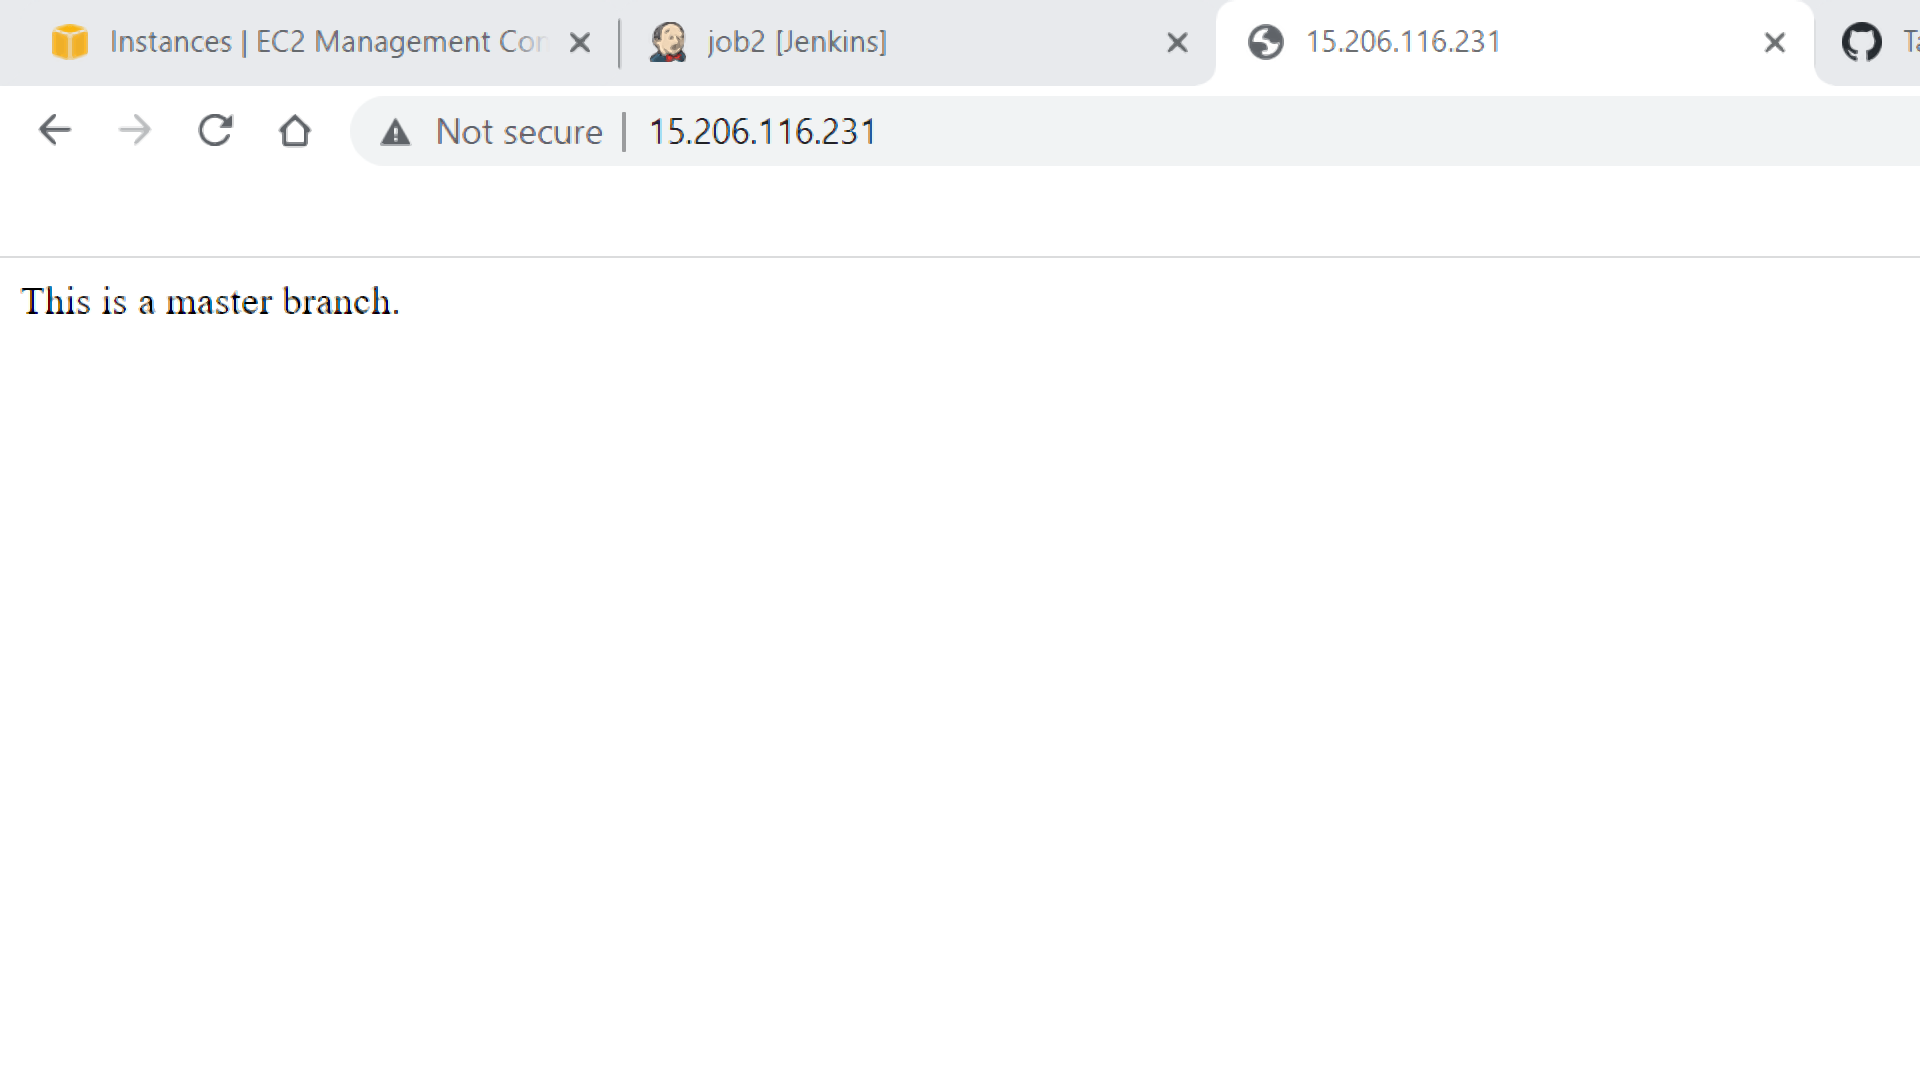 Instances | EC2 Management Con
job2 [Jenkins]
15.206.116.231
Not secure | 15.206.116.231
This is a master branch.